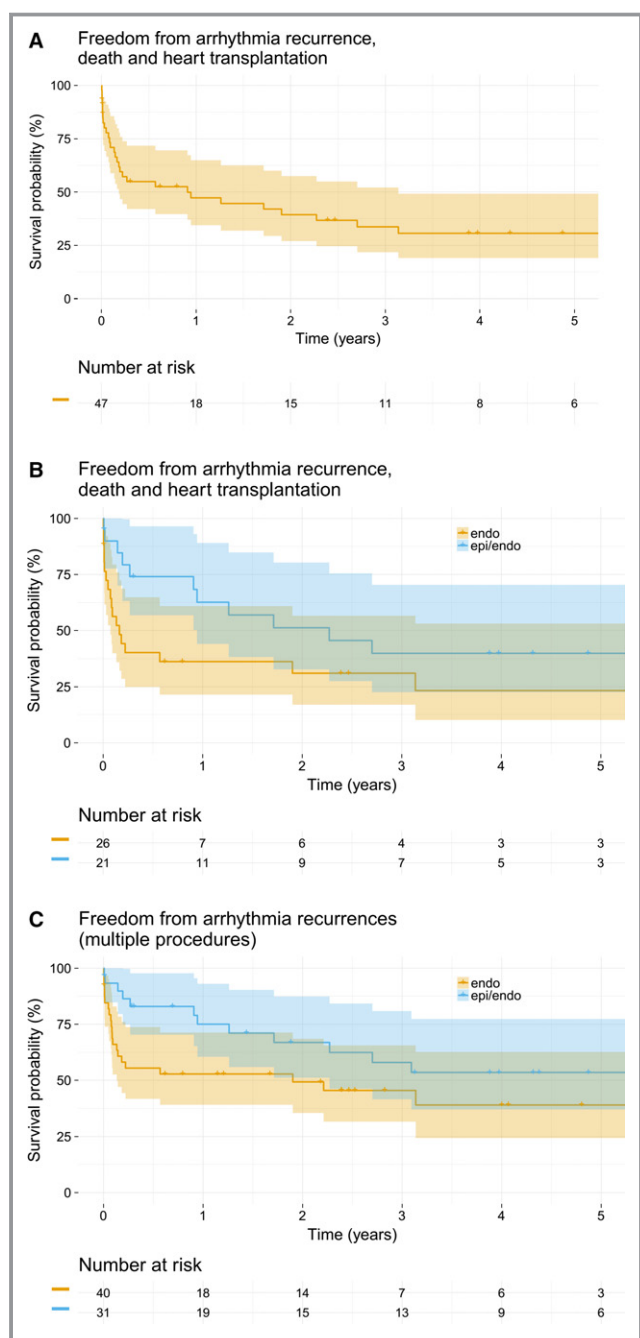 A Freedom from arrhythmia recurrence,
death and heart transplantation
Survival probability (%)
100
75
50
25
0
0 1 2 3 4 5
Time (years)
Number at risk
47 18 15 11 8 6
B Freedom from arrhythmia recurrence,
death and heart transplantation
Survival probability (%)
100
75
50
25
0
endo
epi/endo
0 1 2 3 4 5
Time (years)
Number at risk
26 7 6 4 3 3
21 11 9 7 5 3
C Freedom from arrhythmia recurrences
(multiple procedures)
Survival probability (%)
100
75
50
25
0
endo
epi/endo
0 1 2 3 4 5
Time (years)
Number at risk
40 18 14 7 6 3
31 19 15 13 9 6